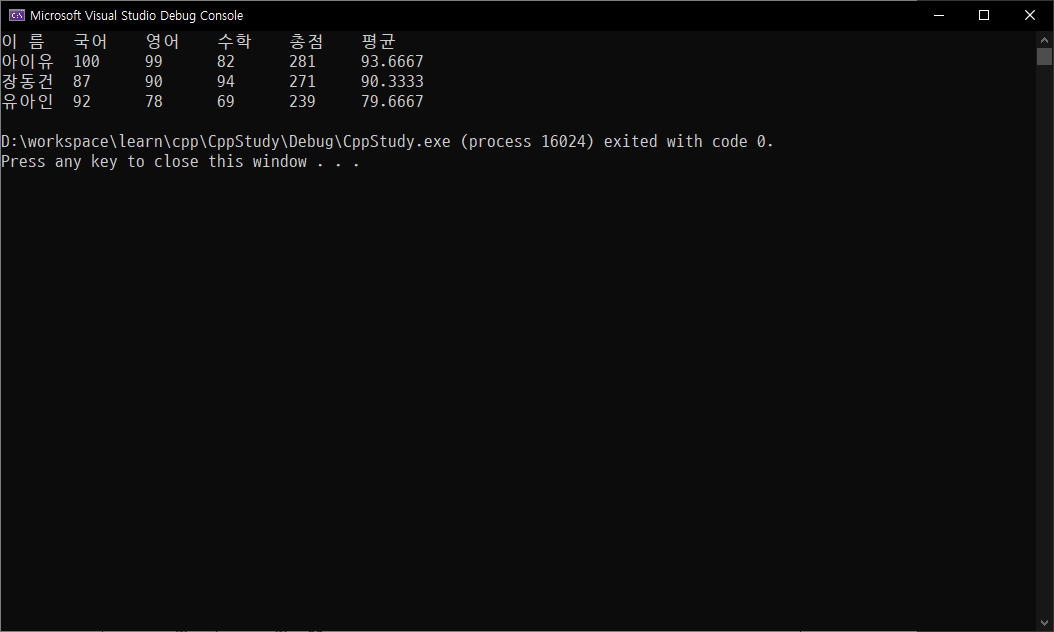 Microsoft Visual Studio Debug Console
이 름 국어 영어 수학 총점 평균
아이유 100 99 82 281 93.6667
장동건 87 90 94 271 90.3333
유아인 92 78 69 239 79.6667
D:\workspace\learn\cpp\CppStudy\Debug\CppStudy.exe (process 16024) exited with code 0.
Press any key to close this window . . .